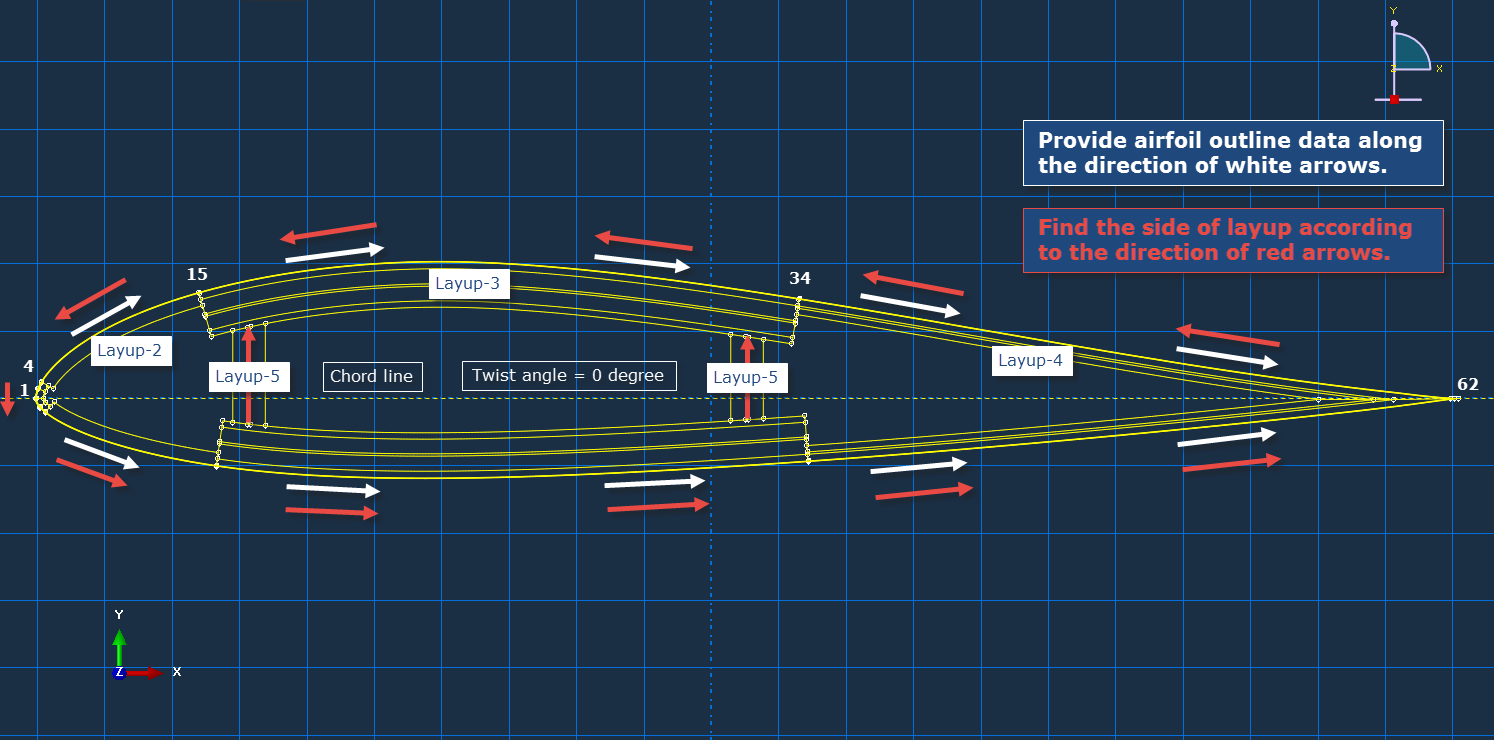 Y
Z
X
Provide airfoil outline data along
the direction of white arrows.
Find the side of layup according
to the direction of red arrows.
15
34
Layup-3
Layup-2
4
1
Layup-5
Chord line
Twist angle = 0 degree
Layup-5
Layup-4
62
Y
Z
X